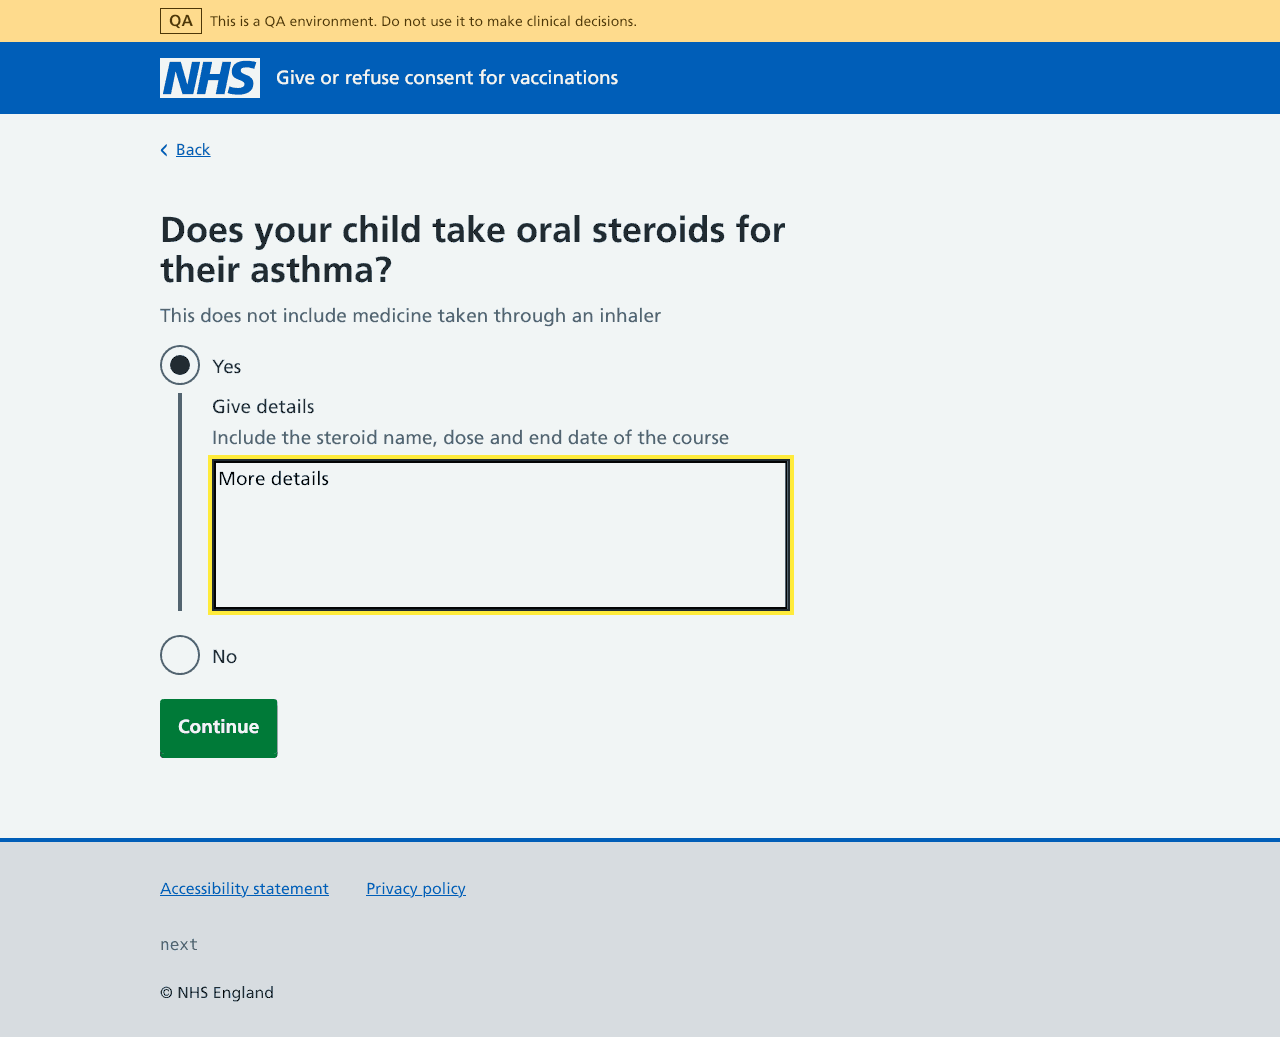 QA This is a QA environment. Do not use it to make clinical decisions.
NHS Give or refuse consent for vaccinations
Back
Does your child take oral steroids for
their asthma?
This does not include medicine taken through an inhaler
Yes
Give details
Include the steroid name, dose and end date of the course
More details
No
Continue
Accessibility statement Privacy policy
next
© NHS England